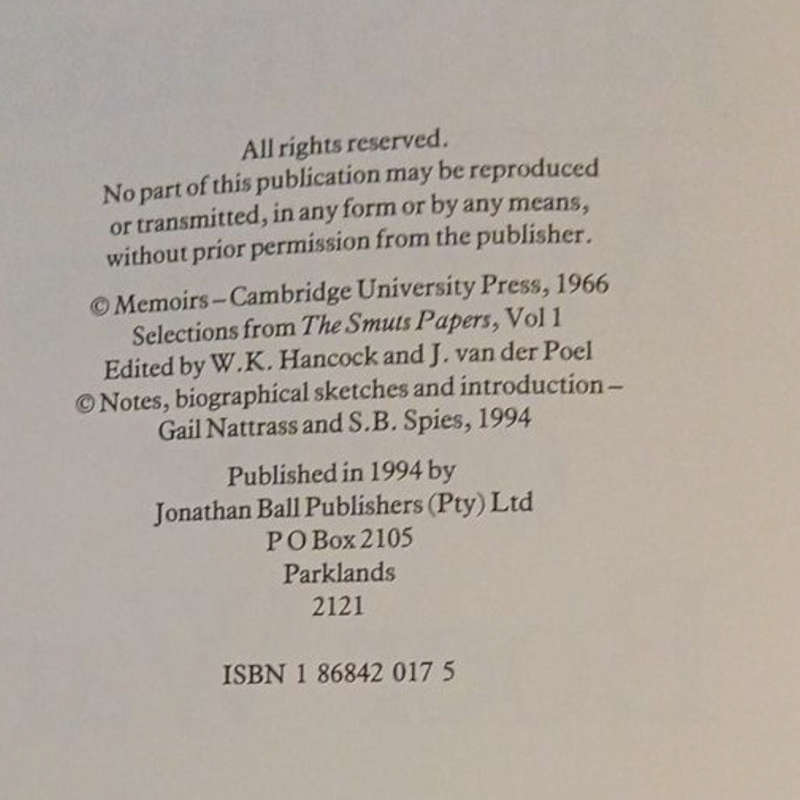 All rights reserved.
No part of this publication may be reproduced
or transmitted, in any form or by any means,
without prior permission from the publisher.
© Memoirs – Cambridge University Press, 1966
Selections from The Smuts Papers, Vol 1
Edited by W.K. Hancock and J. van der Poel
© Notes, biographical sketches and introduction –
Gail Nattrass and S.B. Spies, 1994
Published in 1994 by
Jonathan Ball Publishers (Pty) Ltd
P O Box 2105
Parklands
2121
ISBN 1 86842 017 5